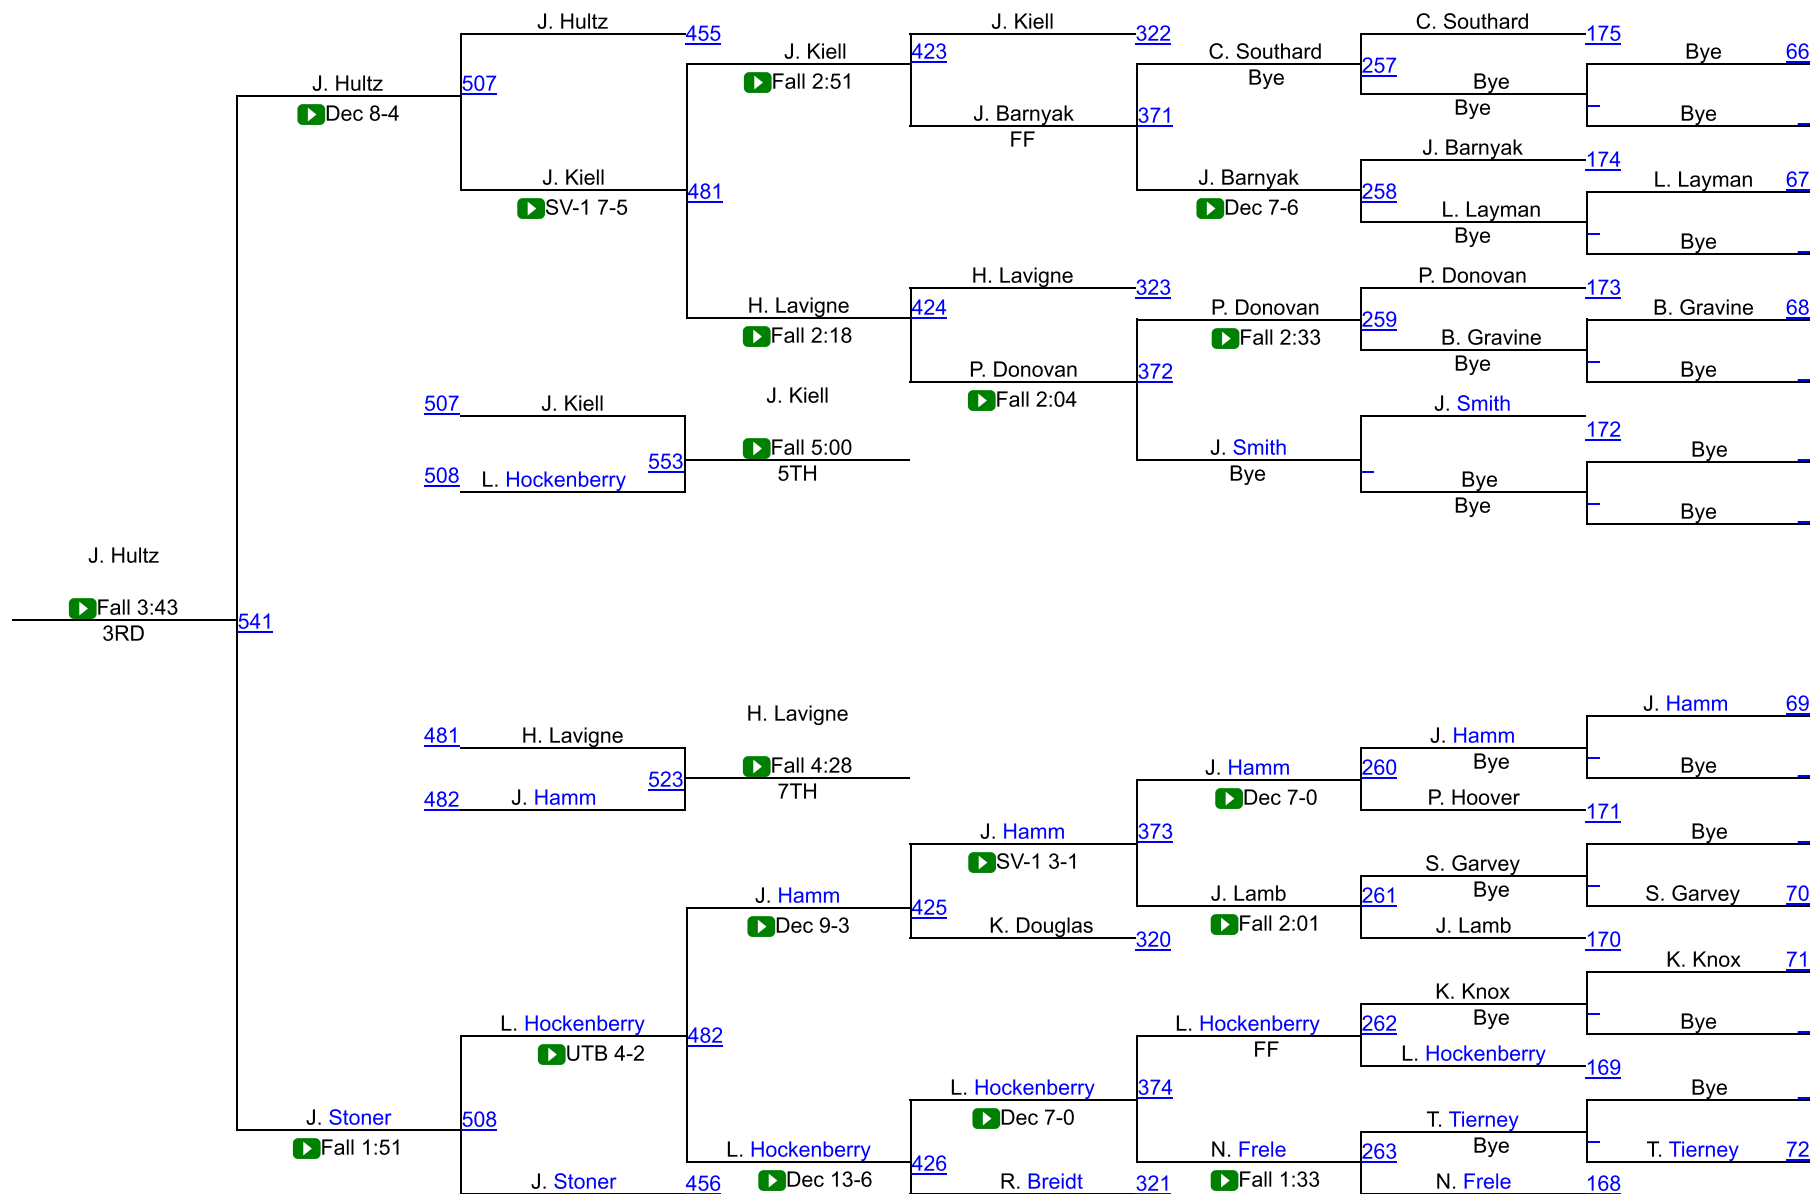 J. Hultz
455
J. Kiell
322
C. Southard
175
J. Kiell
423
C. Southard
Bye
66
J. Hultz
507
Fall 2:51
Bye
257
Bye
Dec 8-4
J. Barnyak
371
Bye
Bye
FF
J. Barnyak
174
J. Kiell
481
J. Barnyak
258
L. Layman
67
SV-1 7-5
Dec 7-6
L. Layman
Bye
Bye
H. Lavigne
323
P. Donovan
173
H. Lavigne
424
P. Donovan
259
B. Gravine
68
Fall 2:18
Fall 2:33
B. Gravine
Bye
P. Donovan
372
Bye
507
J. Kiell
J. Kiell
Fall 2:04
J. Smith
172
553
Fall 5:00
J. Smith
Bye
508
L. Hockenberry
5TH
Bye
Bye
Bye
Bye
J. Hultz
Fall 3:43
541
3RD
H. Lavigne
J. Hamm
69
481
H. Lavigne
J. Hamm
523
Fall 4:28
J. Hamm
260
Bye
Bye
482
J. Hamm
7TH
Dec 7-0
P. Hoover
171
J. Hamm
373
Bye
SV-1 3-1
S. Garvey
J. Hamm
425
J. Lamb
261
Bye
S. Garvey
70
Dec 9-3
K. Douglas
320
Fall 2:01
J. Lamb
170
K. Knox
71
K. Knox
L. Hockenberry
482
L. Hockenberry
262
Bye
Bye
UTB 4-2
FF
L. Hockenberry
169
L. Hockenberry
374
Bye
J. Stoner
508
Dec 7-0
T. Tierney
Fall 1:51
L. Hockenberry
426
N. Frele
263
Bye
T. Tierney
72
J. Stoner
456
Dec 13-6
R. Breidt
321
Fall 1:33
N. Frele
168